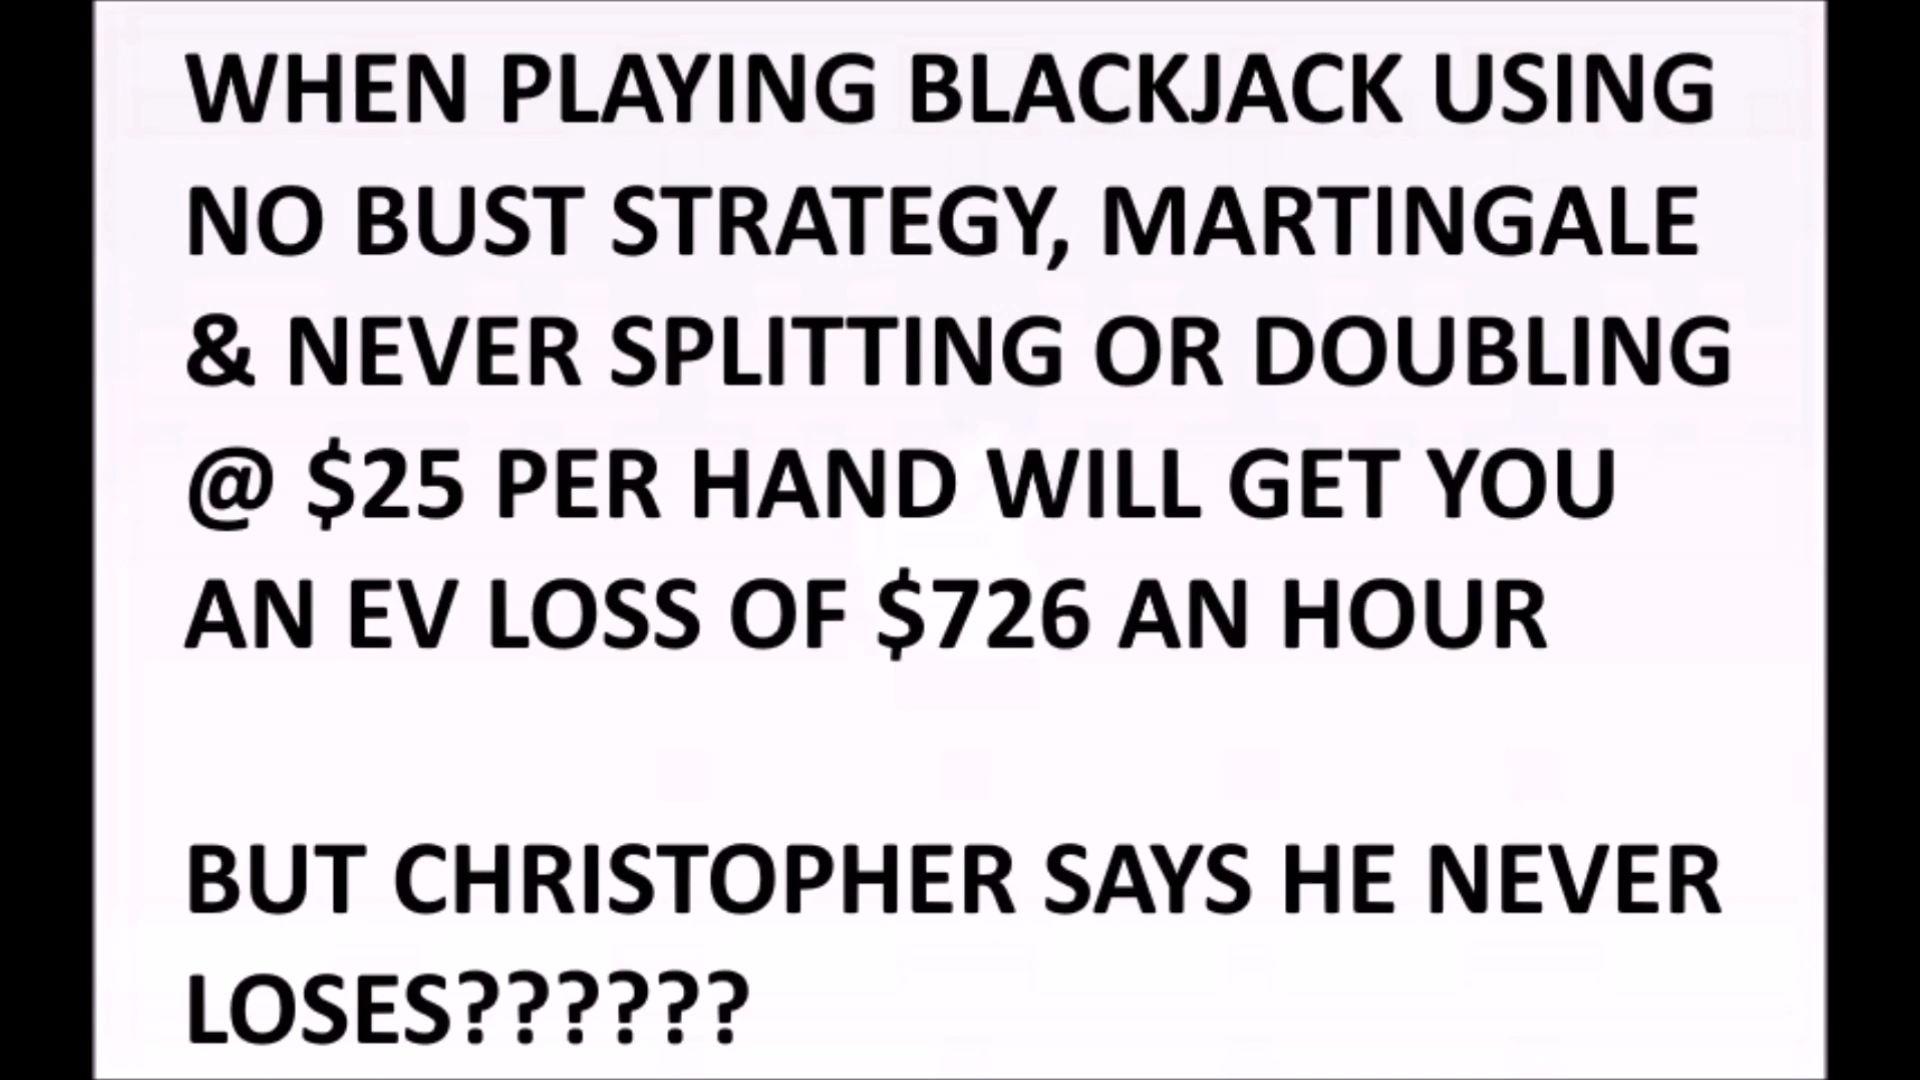 WHEN PLAYING BLACKJACK USING
NO BUST STRATEGY, MARTINGALE
& NEVER SPLITTING OR DOUBLING
@ $25 PER HAND WILL GET YOU
AN EV LOSS OF $726 AN HOUR
BUT CHRISTOPHER SAYS HE NEVER
LOSES??????